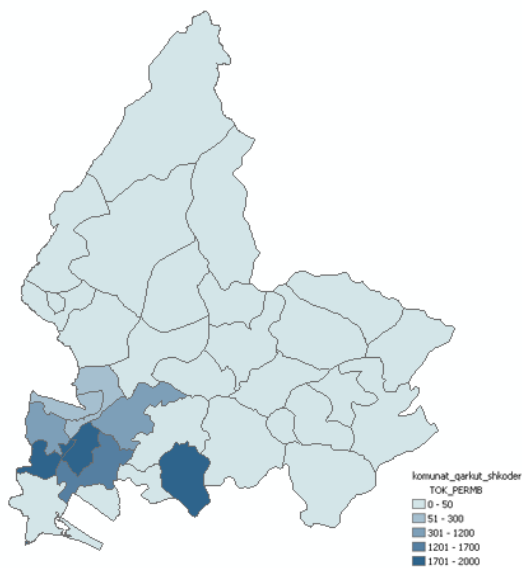 komunat_qarkut_shkoder
TOK_PERMB
0 - 50
51 - 300
301 - 1200
1201 - 1700
1701 - 2000